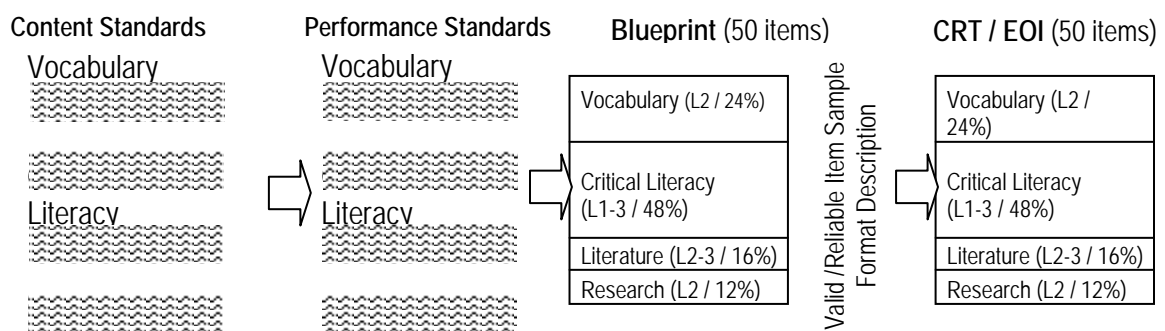 Content Standards
Vocabulary
Literacy
Performance Standards
Vocabulary
Literacy
Blueprint (50 items)
Vocabulary (L2 / 24%)
Critical Literacy
(L1-3 / 48%)
Literature (L2-3 / 16%)
Research (L2 / 12%)
Valid /Reliable Item Sample
Format Description
CRT / EOI (50 items)
Vocabulary (L2 /
24%)
Critical Literacy
(L1-3 / 48%)
Literature (L2-3 / 16%)
Research (L2 / 12%)